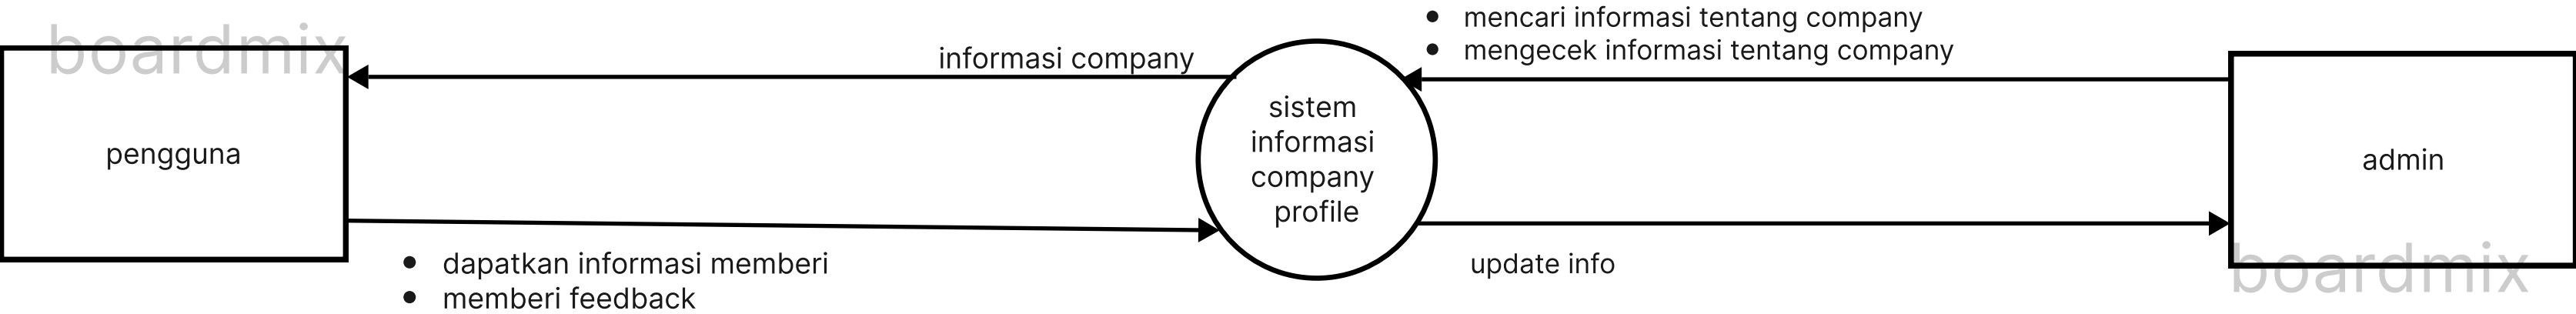 boardmix
pengguna
informasi company
dapatkan informasi memberi
memberi feedback
sistem
informasi
company
profile
mencari informasi tentang company
mengecek informasi tentang company
update info
admin
boardmix